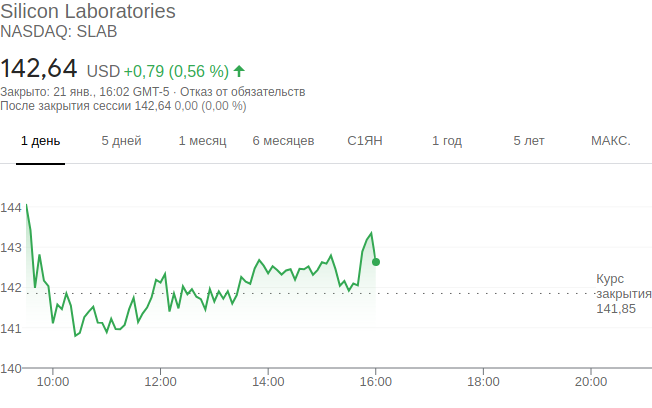 Silicon Laboratories
NASDAQ: SLAB
142,64 USD +0,79 (0,56 %)
Закрыто: 21 янв., 16:02 GMT-5 · Отказ от обязательств
После закрытия сессии 142,64 0,00 (0,00 %)
1 день 5 дней 1 месяц 6 месяцев С1ЯН 1 год 5 лет МАКС.
144
143
142
141
140
Курс
закрытия
141,85
10:00 12:00 14:00 16:00 18:00 20:00